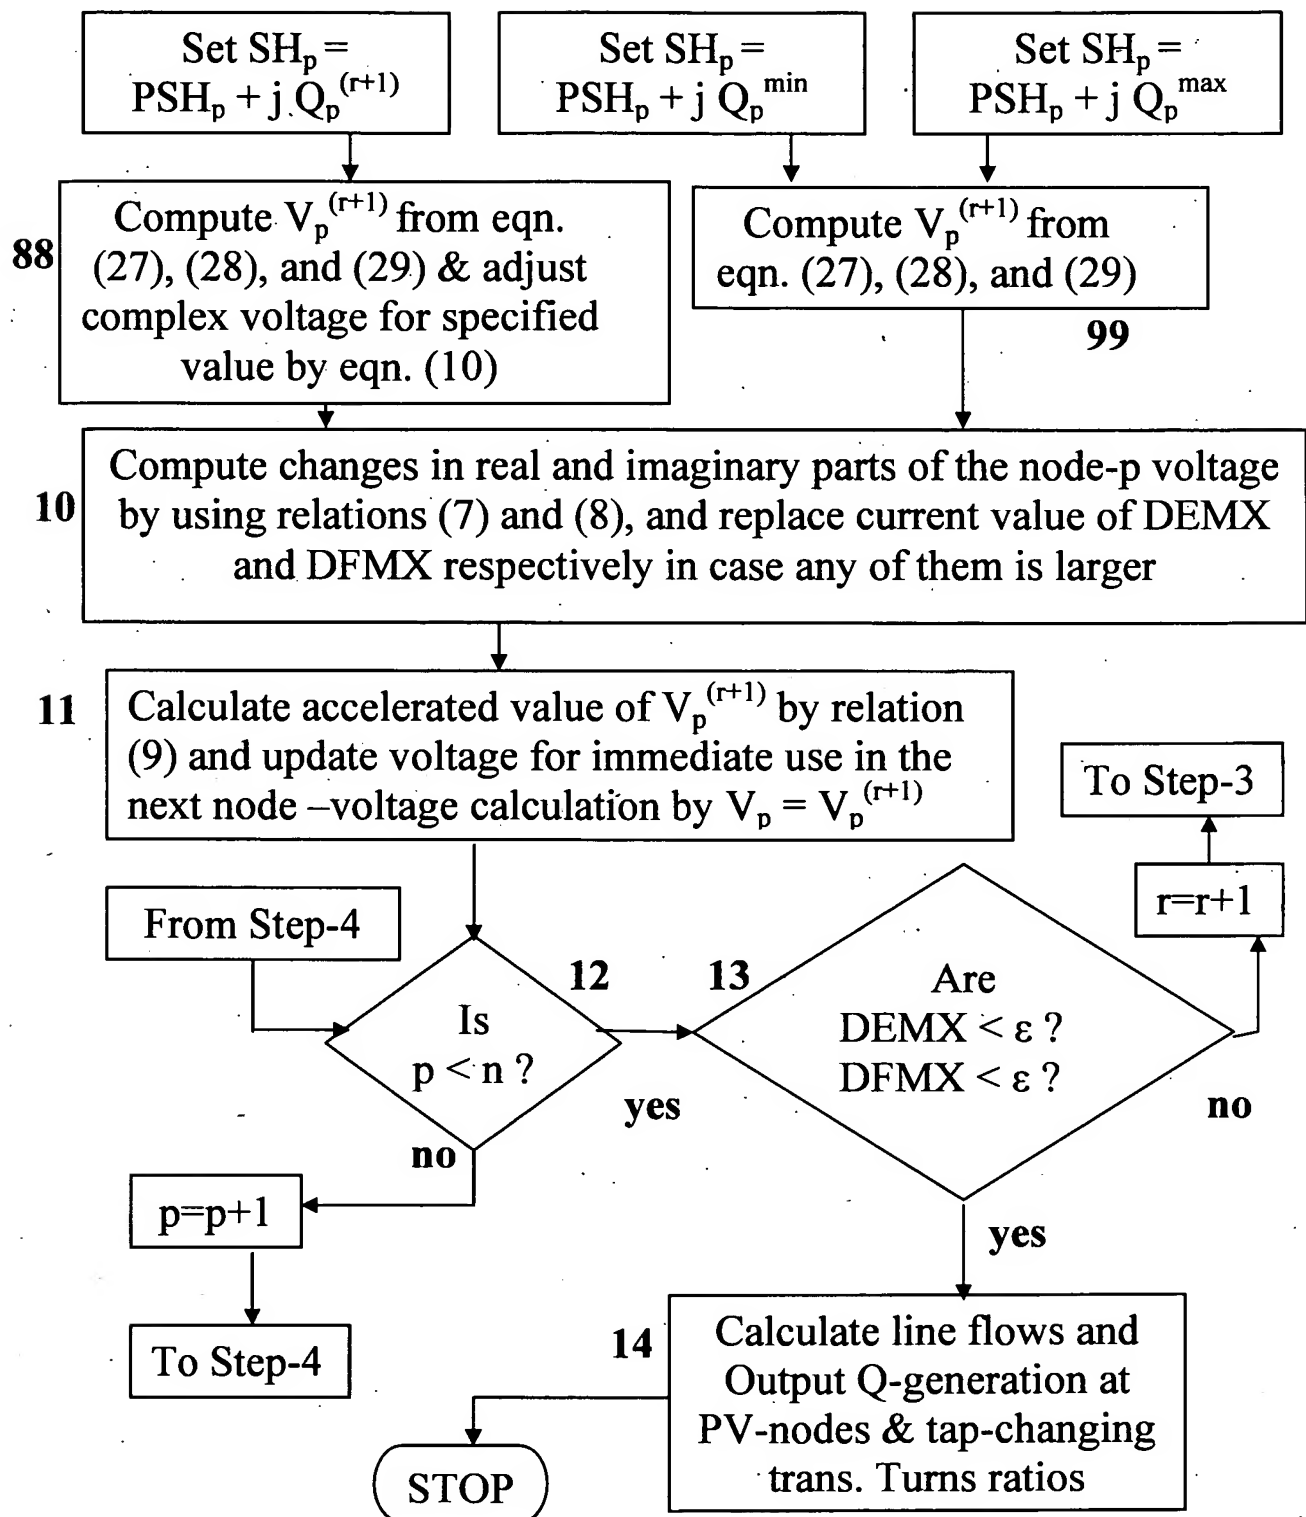 Set SHp =
PSHp + j Qp^(r+1)
Set SHp =
PSHp + j Qp^min
Set SHp =
PSHp + j Qp^max
88
Compute Vp^(r+1) from eqn.
(27), (28), and (29) & adjust
complex voltage for specified
value by eqn. (10)
Compute Vp^(r+1) from
eqn. (27), (28), and (29)
99
10
Compute changes in real and imaginary parts of the node-p voltage
by using relations (7) and (8), and replace current value of DEMX
and DFMX respectively in case any of them is larger
11
Calculate accelerated value of Vp^(r+1) by relation
(9) and update voltage for immediate use in the
next node –voltage calculation by Vp = Vp^(r+1)
To Step-3
r=r+1
From Step-4
12
Is
p < n ?
yes
no
13
Are
DEMX < ε ?
DFMX < ε ?
no
yes
p=p+1
To Step-4
14
Calculate line flows and
Output Q-generation at
PV-nodes & tap-changing
trans. Turns ratios
STOP